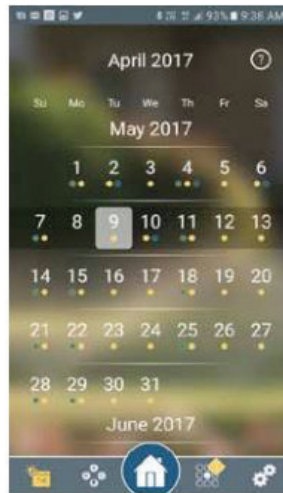 93% 9:38 AM
April 2017 ?
Su Mo Tu We Th Fr Sa
May 2017
1 2 3 4 5 6
7 8 9 10 11 12 13
14 15 16 17 18 19 20
21 22 23 24 25 26 27
28 29 30 31
June 2017